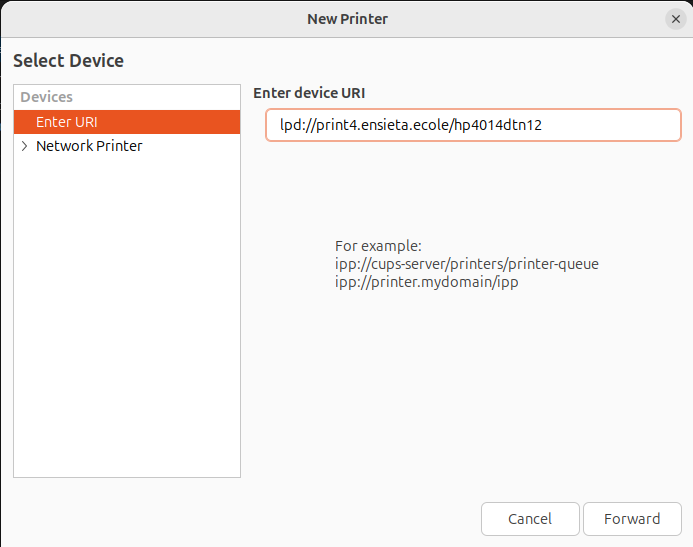 New Printer
Select Device
Devices
Enter URI
Network Printer
Enter device URI
lpd://print4.ensieta.ecole/hp4014dtn12
For example:
ipp://cups-server/printers/printer-queue
ipp://printer.mydomain/ipp
Cancel
Forward